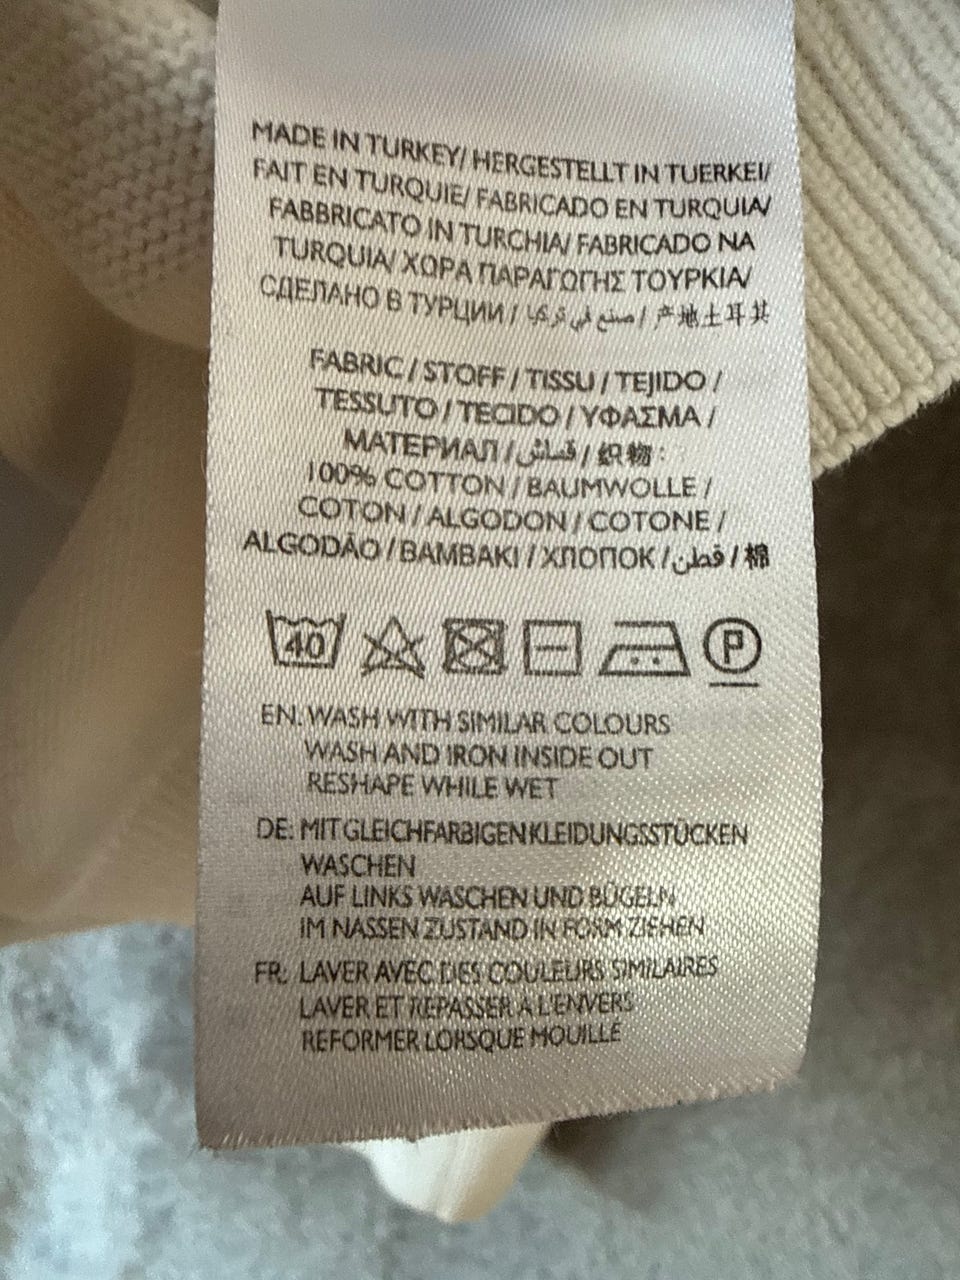 MADE IN TURKEY/ HERGESTELLT IN TUERKEI/
FAIT EN TURQUIE/ FABRICADO EN TURQUIA/
FABBRICATO IN TURCHIA/ FABRICADO NA
TURQUIA/ ΧΩΡΑ ΠΑΡΑΓΩΓΗΣ ΤΟΥΡΚΙΑ/
СДЕЛАНО В ТУРЦИИ / صنع في تركيا / 产地土耳其
FABRIC / STOFF / TISSU / TEJIDO /
TESSUTO / TECIDO / ΥΦΑΣΜΑ /
МАТЕРИАЛ / قماش / 织物 :
100% COTTON / BAUMWOLLE /
COTON / ALGODON / COTONE /
ALGODÃO / BAMBAKI / ХЛОПОК / قطن / 棉
40 P
EN: WASH WITH SIMILAR COLOURS
WASH AND IRON INSIDE OUT
RESHAPE WHILE WET
DE: MIT GLEICHFARBIGEN KLEIDUNGSSTÜCKEN
WASCHEN
AUF LINKS WASCHEN UND BÜGELN
IM NASSEN ZUSTAND IN FORM ZIEHEN
FR: LAVER AVEC DES COULEURS SIMILAIRES
LAVER ET REPASSER A L'ENVERS
REFORMER LORSQUE MOUILLE